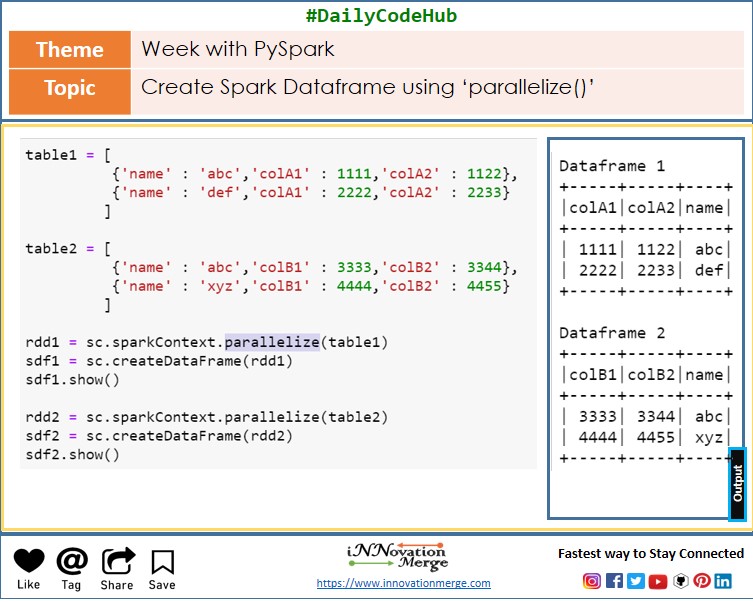 #DailyCodeHub
Theme
Week with PySpark
Topic
Create Spark Dataframe using ‘parallelize()’
table1 = [
{'name' : 'abc','colA1' : 1111,'colA2' : 1122},
{'name' : 'def','colA1' : 2222,'colA2' : 2233}
]
table2 = [
{'name' : 'abc','colB1' : 3333,'colB2' : 3344},
{'name' : 'xyz','colB1' : 4444,'colB2' : 4455}
]
rdd1 = sc.sparkContext.parallelize(table1)
sdf1 = sc.createDataFrame(rdd1)
sdf1.show()
rdd2 = sc.sparkContext.parallelize(table2)
sdf2 = sc.createDataFrame(rdd2)
sdf2.show()
Dataframe 1
+-----+-----+----+
|colA1|colA2|name|
+-----+-----+----+
| 1111| 1122| abc|
| 2222| 2233| def|
+-----+-----+----+
Dataframe 2
+-----+-----+----+
|colB1|colB2|name|
+-----+-----+----+
| 3333| 3344| abc|
| 4444| 4455| xyz|
+-----+-----+----+
Output
Like
Tag
Share
Save
iNNovation
Merge
https://www.innovationmerge.com
Fastest way to Stay Connected